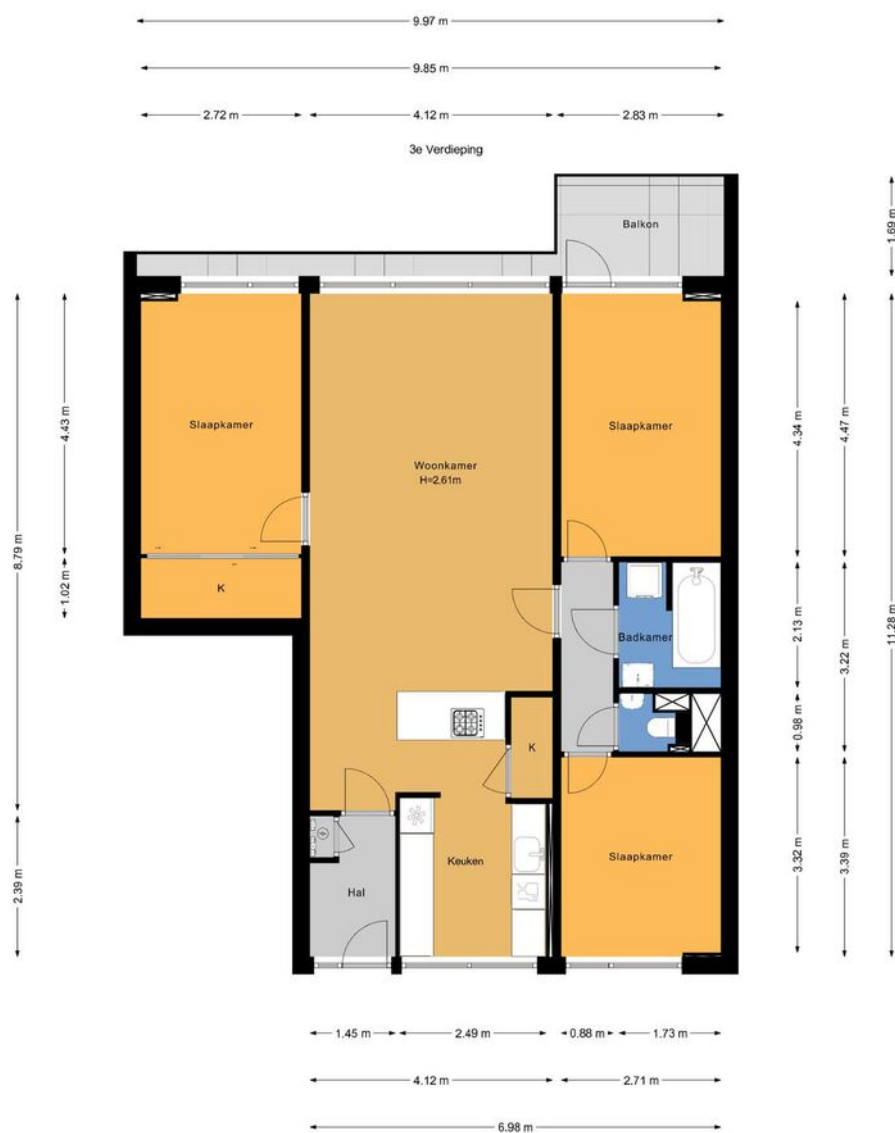 9.97 m
9.85 m
2.72 m 4.12 m 2.83 m
3e Verdieping
1.69 m
Balkon
4.43 m
Slaapkamer
Woonkamer
H=2.61m
Slaapkamer
4.34 m
4.47 m
8.79 m
1.02 m
K
Badkamer
2.13 m
3.22 m
11.28 m
0.98 m
K
2.39 m
Hal
Keuken
Slaapkamer
3.32 m
3.39 m
1.45 m 2.49 m 0.88 m 1.73 m
4.12 m 2.71 m
6.98 m